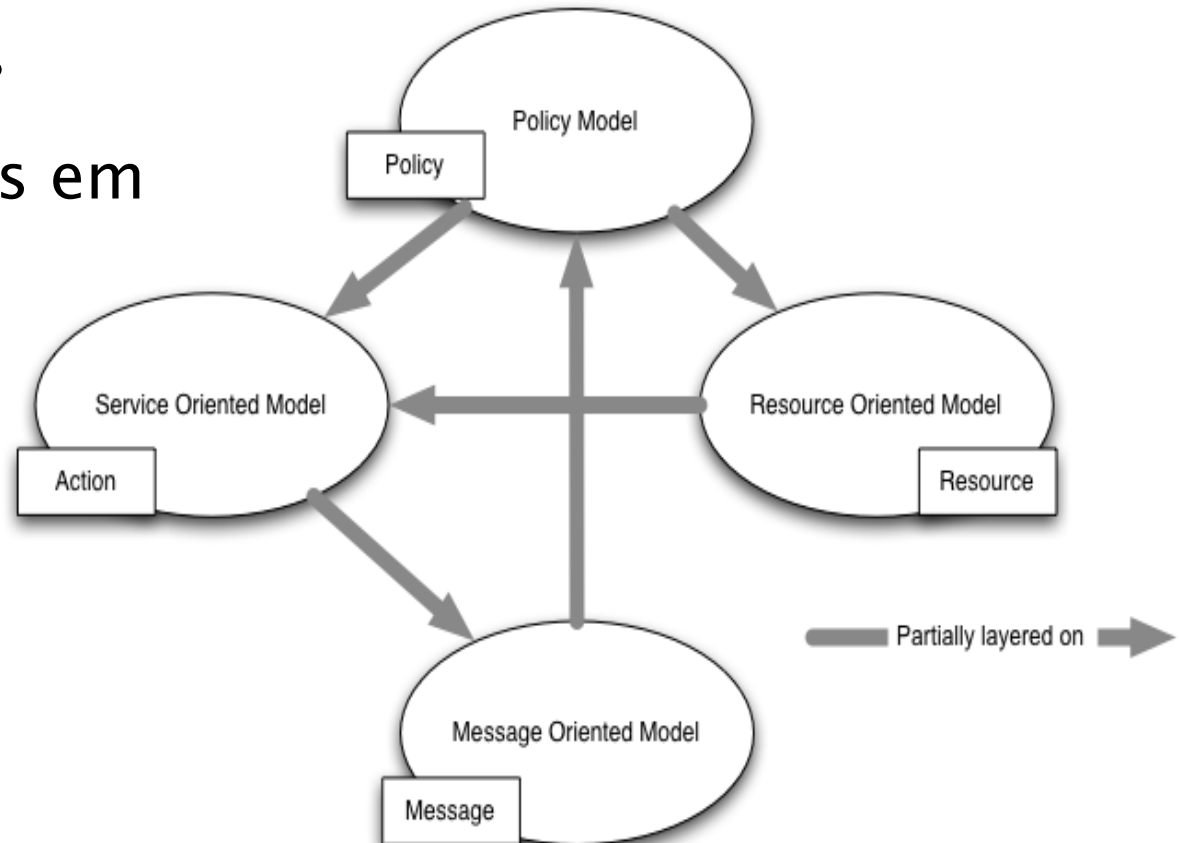 s em
Policy Model
Policy
Service Oriented Model
Resource Oriented Model
Action
Resource
Partially layered on
Message Oriented Model
Message